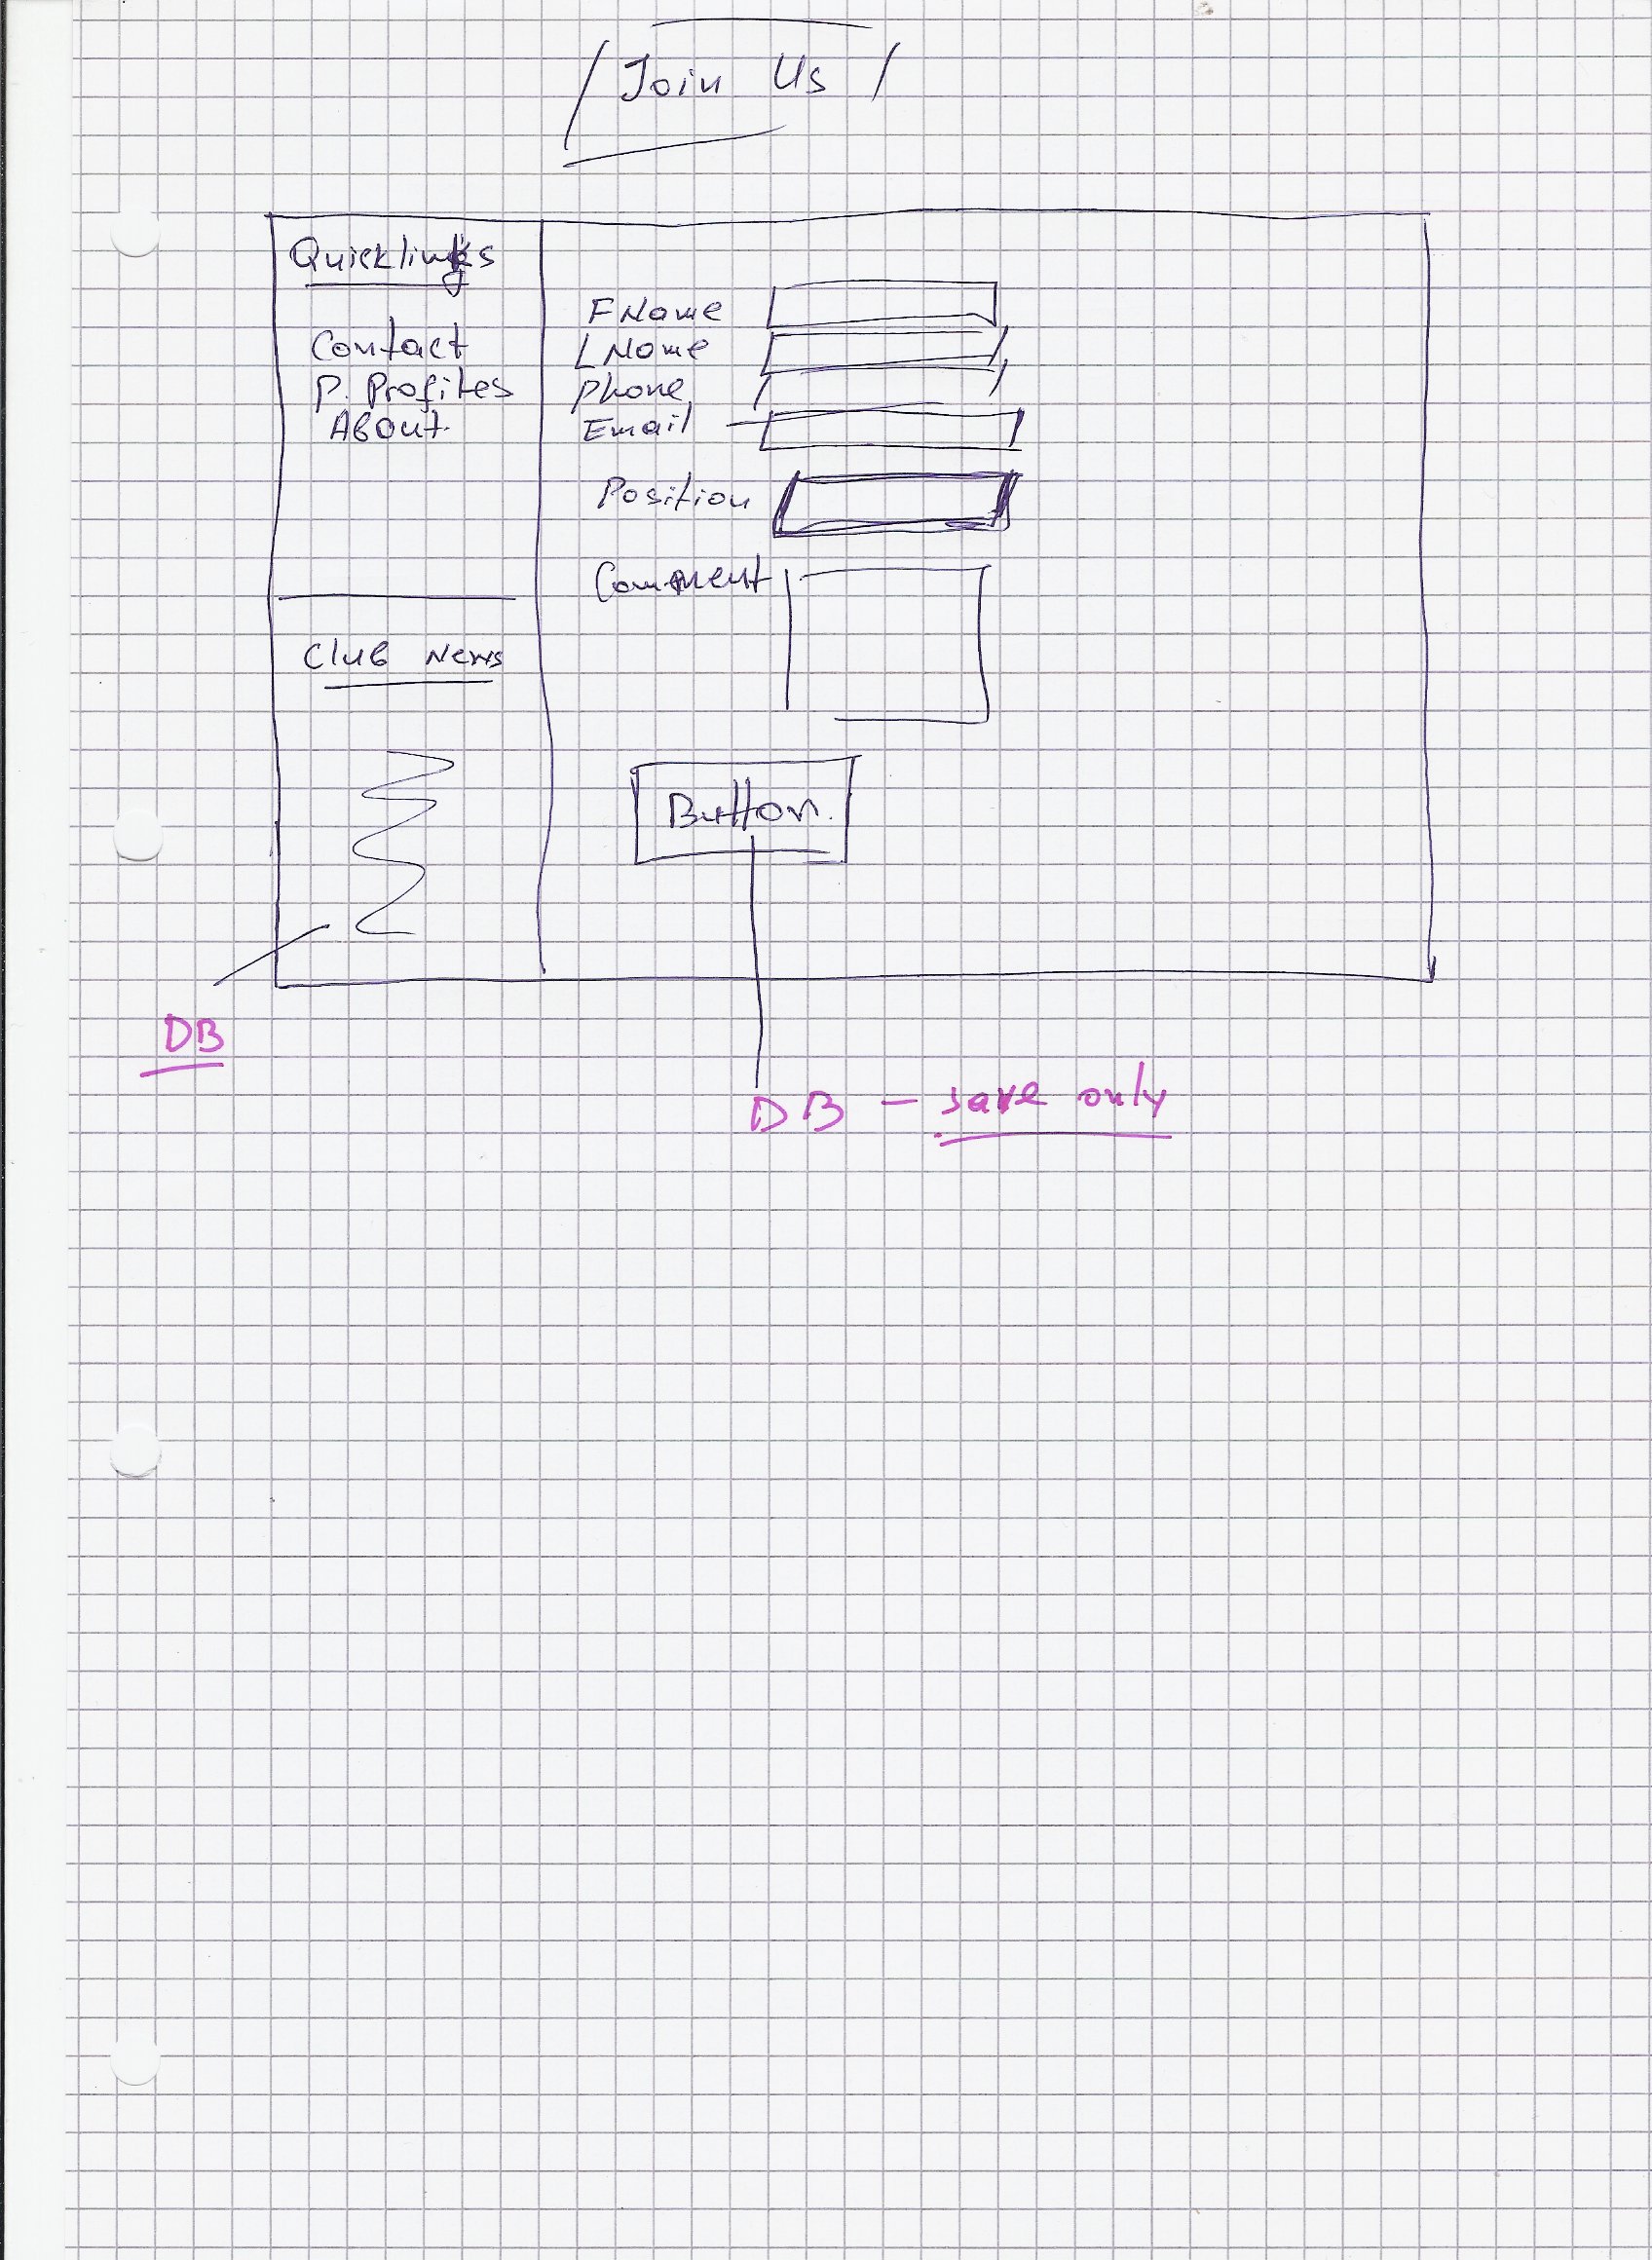 Join Us
Quicklinks
Contact
P. Profiles
About.
Club News
FName
LName
Phone
Email
Position
Comment
Button.
DB
DB - save only